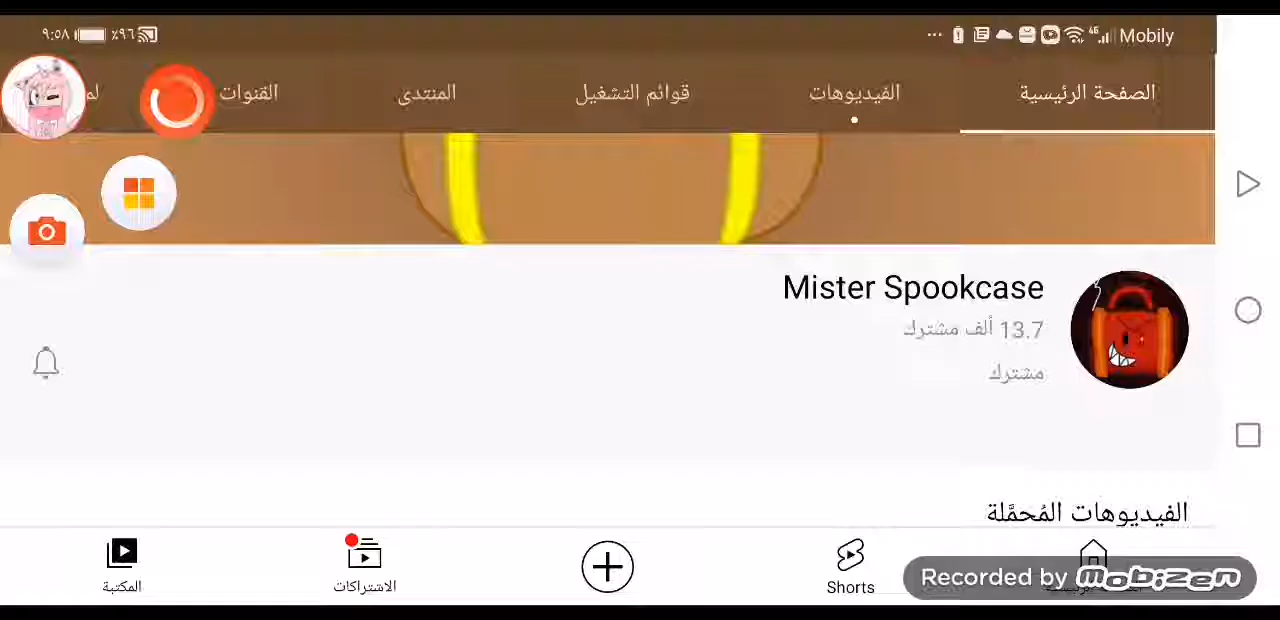 ٩:٥٨ ٪٩٦ Mobily
الصفحة الرئيسية الفيديوهات قوائم التشغيل المنتدى القنوات لم
Mister Spookcase
13.7 ألف مشترك
مشترك
الفيديوهات المُحمَّلة
Shorts الاشتراكات المكتبة
Recorded by mobizen